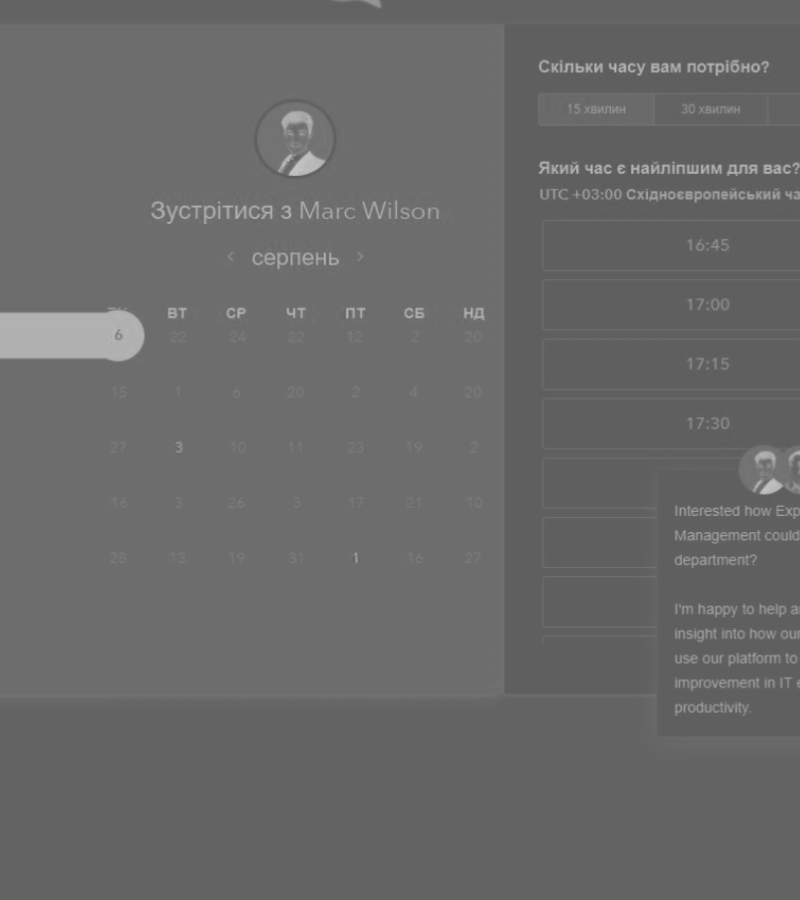 Зустрітися з Marc Wilson
серпень
ВТ СР ЧТ ПТ СБ НД
6 22 24 22 12 2 20
15 1 6 20 2 4 20
27 3 10 11 23 19 2
16 3 26 3 17 21 10
28 13 19 31 1 16 27
Скільки часу вам потрібно?
15 хвилин 30 хвилин
Який час є найліпшим для вас?
UTC +03:00 Східноєвропейський ча
16:45
17:00
17:15
17:30
Interested how Exp
Management could
department?
I'm happy to help a
insight into how our
use our platform to
improvement in IT e
productivity.